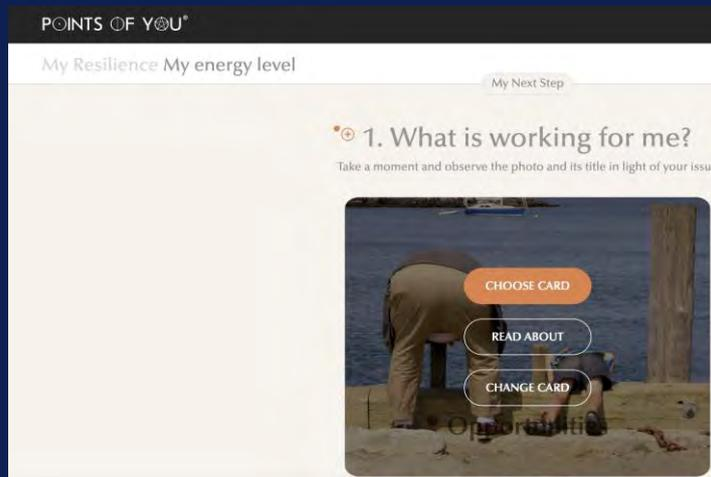 POINTS OF YOU®
My Resilience My energy level
My Next Step
1. What is working for me?
Take a moment and observe the photo and its title in light of your issu
CHOOSE CARD
READ ABOUT
CHANGE CARD
Opportunities